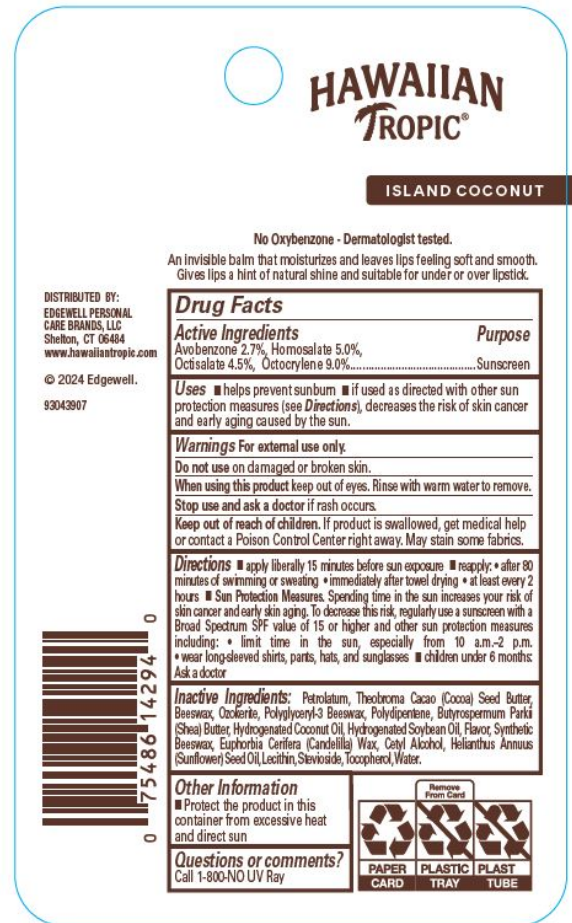 HAWAIIAN
TROPIC®
ISLAND COCONUT
No Oxybenzone - Dermatologist tested.
An invisible balm that moisturizes and leaves lips feeling soft and smooth.
Gives lips a hint of natural shine and suitable for under or over lipstick.
DISTRIBUTED BY:
EDGEWELL PERSONAL
CARE BRANDS, LLC
Shelton, CT 06484
www.hawaiiantropic.com
© 2024 Edgewell.
93043907
Drug Facts
Active Ingredients Purpose
Avobenzone 2.7%, Homosalate 5.0%,
Octisalate 4.5%, Octocrylene 9.0%..............................................Sunscreen
Uses ■ helps prevent sunburn ■ if used as directed with other sun
protection measures (see Directions), decreases the risk of skin cancer
and early aging caused by the sun.
Warnings For external use only.
Do not use on damaged or broken skin.
When using this product keep out of eyes. Rinse with warm water to remove.
Stop use and ask a doctor if rash occurs.
Keep out of reach of children. If product is swallowed, get medical help
or contact a Poison Control Center right away. May stain some fabrics.
Directions ■ apply liberally 15 minutes before sun exposure ■ reapply: • after 80
minutes of swimming or sweating • immediately after towel drying • at least every 2
hours ■ Sun Protection Measures. Spending time in the sun increases your risk of
skin cancer and early skin aging. To decrease this risk, regularly use a sunscreen with a
Broad Spectrum SPF value of 15 or higher and other sun protection measures
including: • limit time in the sun, especially from 10 a.m.–2 p.m.
• wear long-sleeved shirts, pants, hats, and sunglasses ■ children under 6 months:
Ask a doctor
Inactive Ingredients: Petrolatum, Theobroma Cacao (Cocoa) Seed Butter,
Beeswax, Ozokerite, Polyglyceryl-3 Beeswax, Polydipentene, Butyrospermum Parkii
(Shea) Butter, Hydrogenated Coconut Oil, Hydrogenated Soybean Oil, Flavor, Synthetic
Beeswax, Euphorbia Cerifera (Candelilla) Wax, Cetyl Alcohol, Helianthus Annuus
(Sunflower) Seed Oil, Lecithin, Stevioside, Tocopherol, Water.
Other Information
■ Protect the product in this
container from excessive heat
and direct sun
Questions or comments?
Call 1-800-NO UV Ray
Remove
From Card
PAPER PLASTIC PLAST
CARD TRAY TUBE
0 75486 14294 0